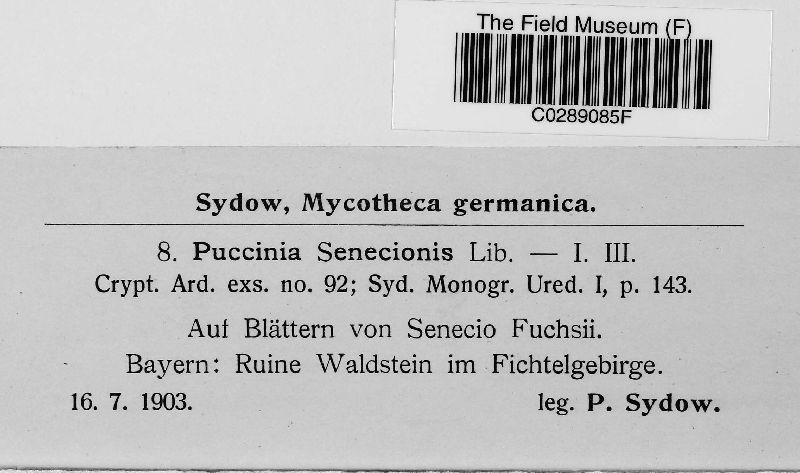 The Field Museum (F)
C0289085F
Sydow, Mycotheca germanica.
8. Puccinia Senecionis Lib. — I. III.
Crypt. Ard. exs. no. 92; Syd. Monogr. Ured. I, p. 143.
Auf Blättern von Senecio Fuchsii.
Bayern: Ruine Waldstein im Fichtelgebirge.
16. 7. 1903. leg. P. Sydow.